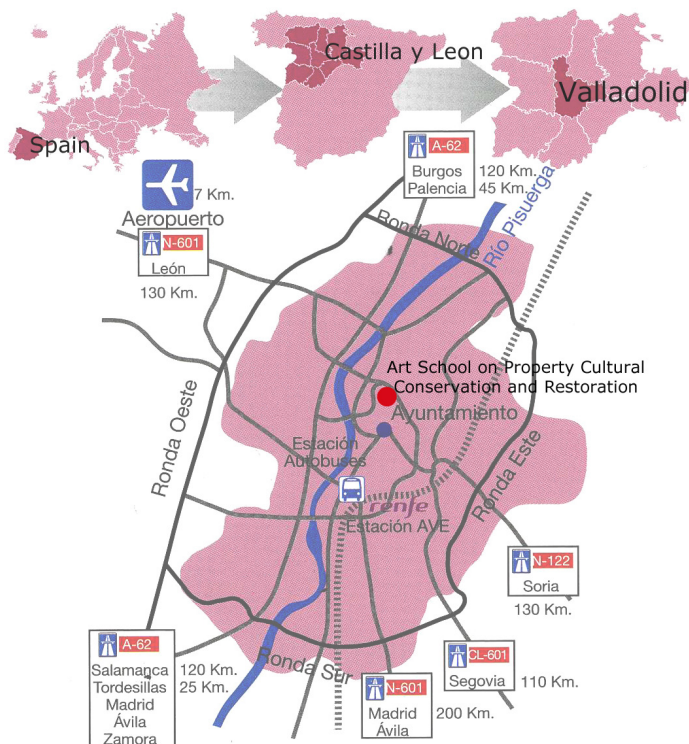 Spain
Castilla y Leon
Valladolid
7 Km.
Aeropuerto
A-62
Burgos 120 Km.
Palencia 45 Km.
N-601
León
130 Km.
Ronda Norte
Río Pisuerga
Art School on Property Cultural
Conservation and Restoration
Ayuntamiento
Ronda Oeste
Estación
Autobuses
Ronda Este
renfe
Estación AVE
N-122
Soria
130 Km.
A-62
Salamanca 120 Km.
Tordesillas 25 Km.
Madrid
Ávila
Zamora
Ronda Sur
N-601
Madrid 200 Km.
Ávila
CL-601
Segovia 110 Km.